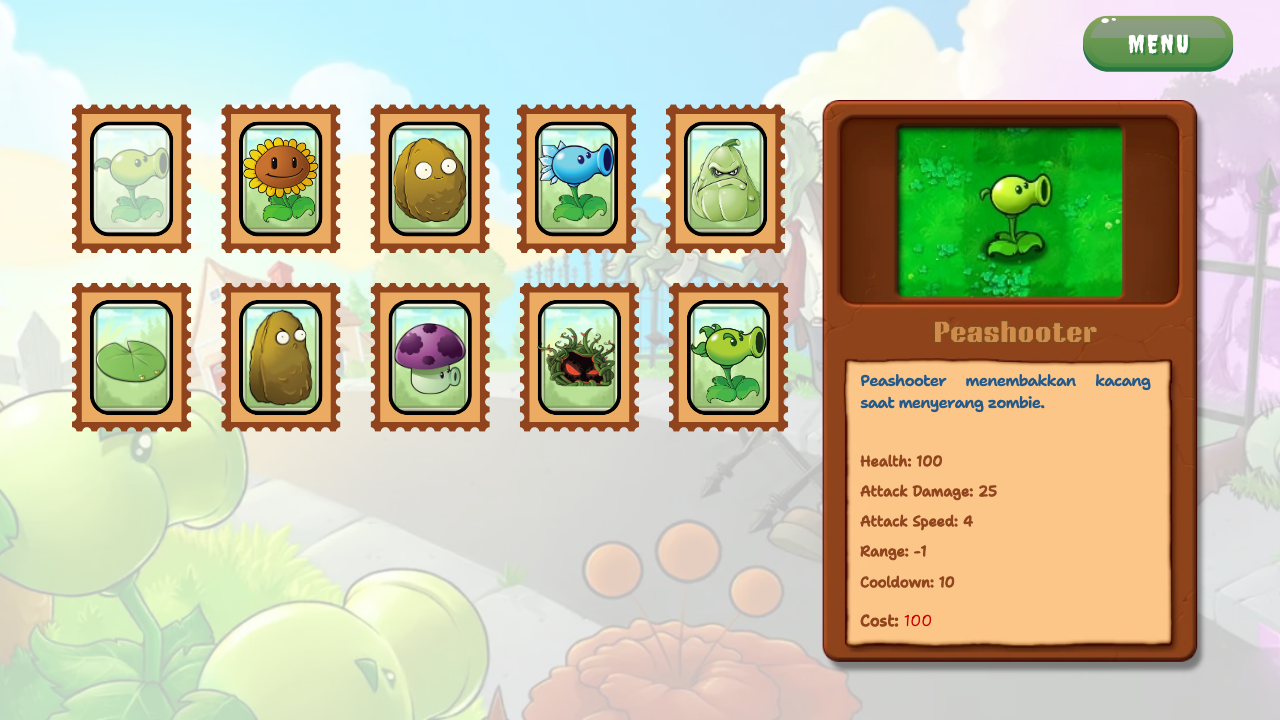 MENU
Peashooter
Peashooter menembakkan kacang
saat menyerang zombie.
Health: 100
Attack Damage: 25
Attack Speed: 4
Range: -1
Cooldown: 10
Cost: 100